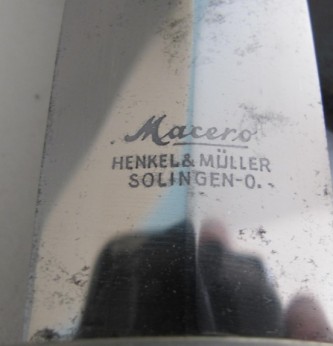 Macero
HENKEL & MÜLLER
SOLINGEN-O.